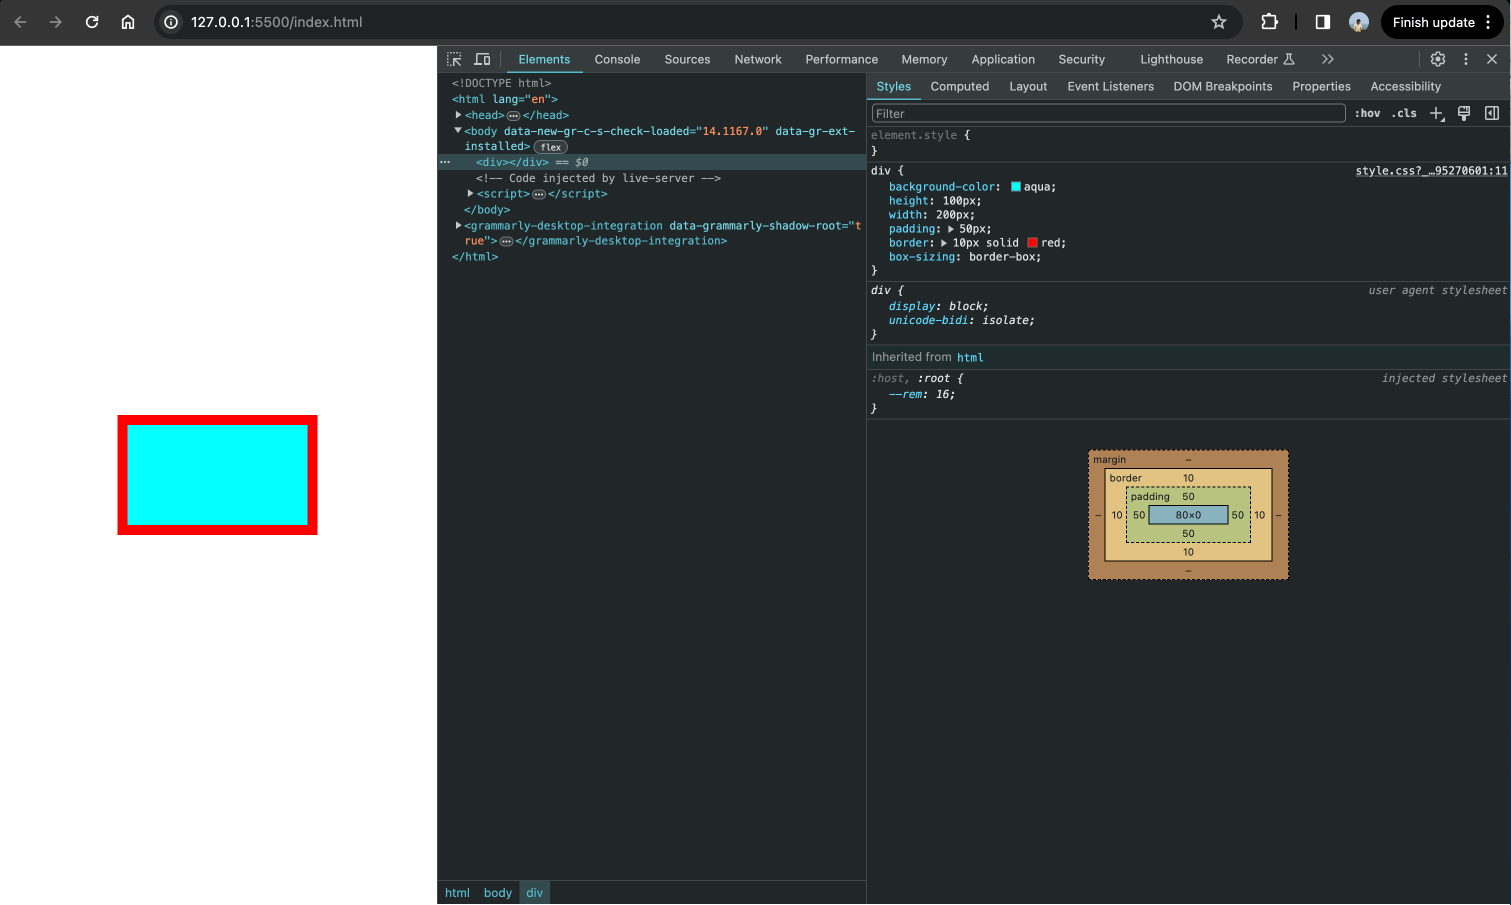 127.0.0.1:5500/index.html
Finish update
Elements Console Sources Network Performance Memory Application Security Lighthouse Recorder
<!DOCTYPE html>
<html lang="en">
<head> </head>
<body data-new-gr-c-s-check-loaded="14.1167.0" data-gr-ext-
installed> flex
<div></div> == $0
<!-- Code injected by live-server -->
<script> </script>
</body>
<grammarly-desktop-integration data-grammarly-shadow-root="t
rue"> </grammarly-desktop-integration>
</html>
html body div
Styles Computed Layout Event Listeners DOM Breakpoints Properties Accessibility
Filter :hov .cls
element.style {
}
div { style.css?_…95270601:11
background-color: aqua;
height: 100px;
width: 200px;
padding: 50px;
border: 10px solid red;
box-sizing: border-box;
}
div { user agent stylesheet
display: block;
unicode-bidi: isolate;
}
Inherited from html
:host, :root { injected stylesheet
--rem: 16;
}
margin –
border 10
padding 50
– 10 50 80×0 50 10 –
50
10
–